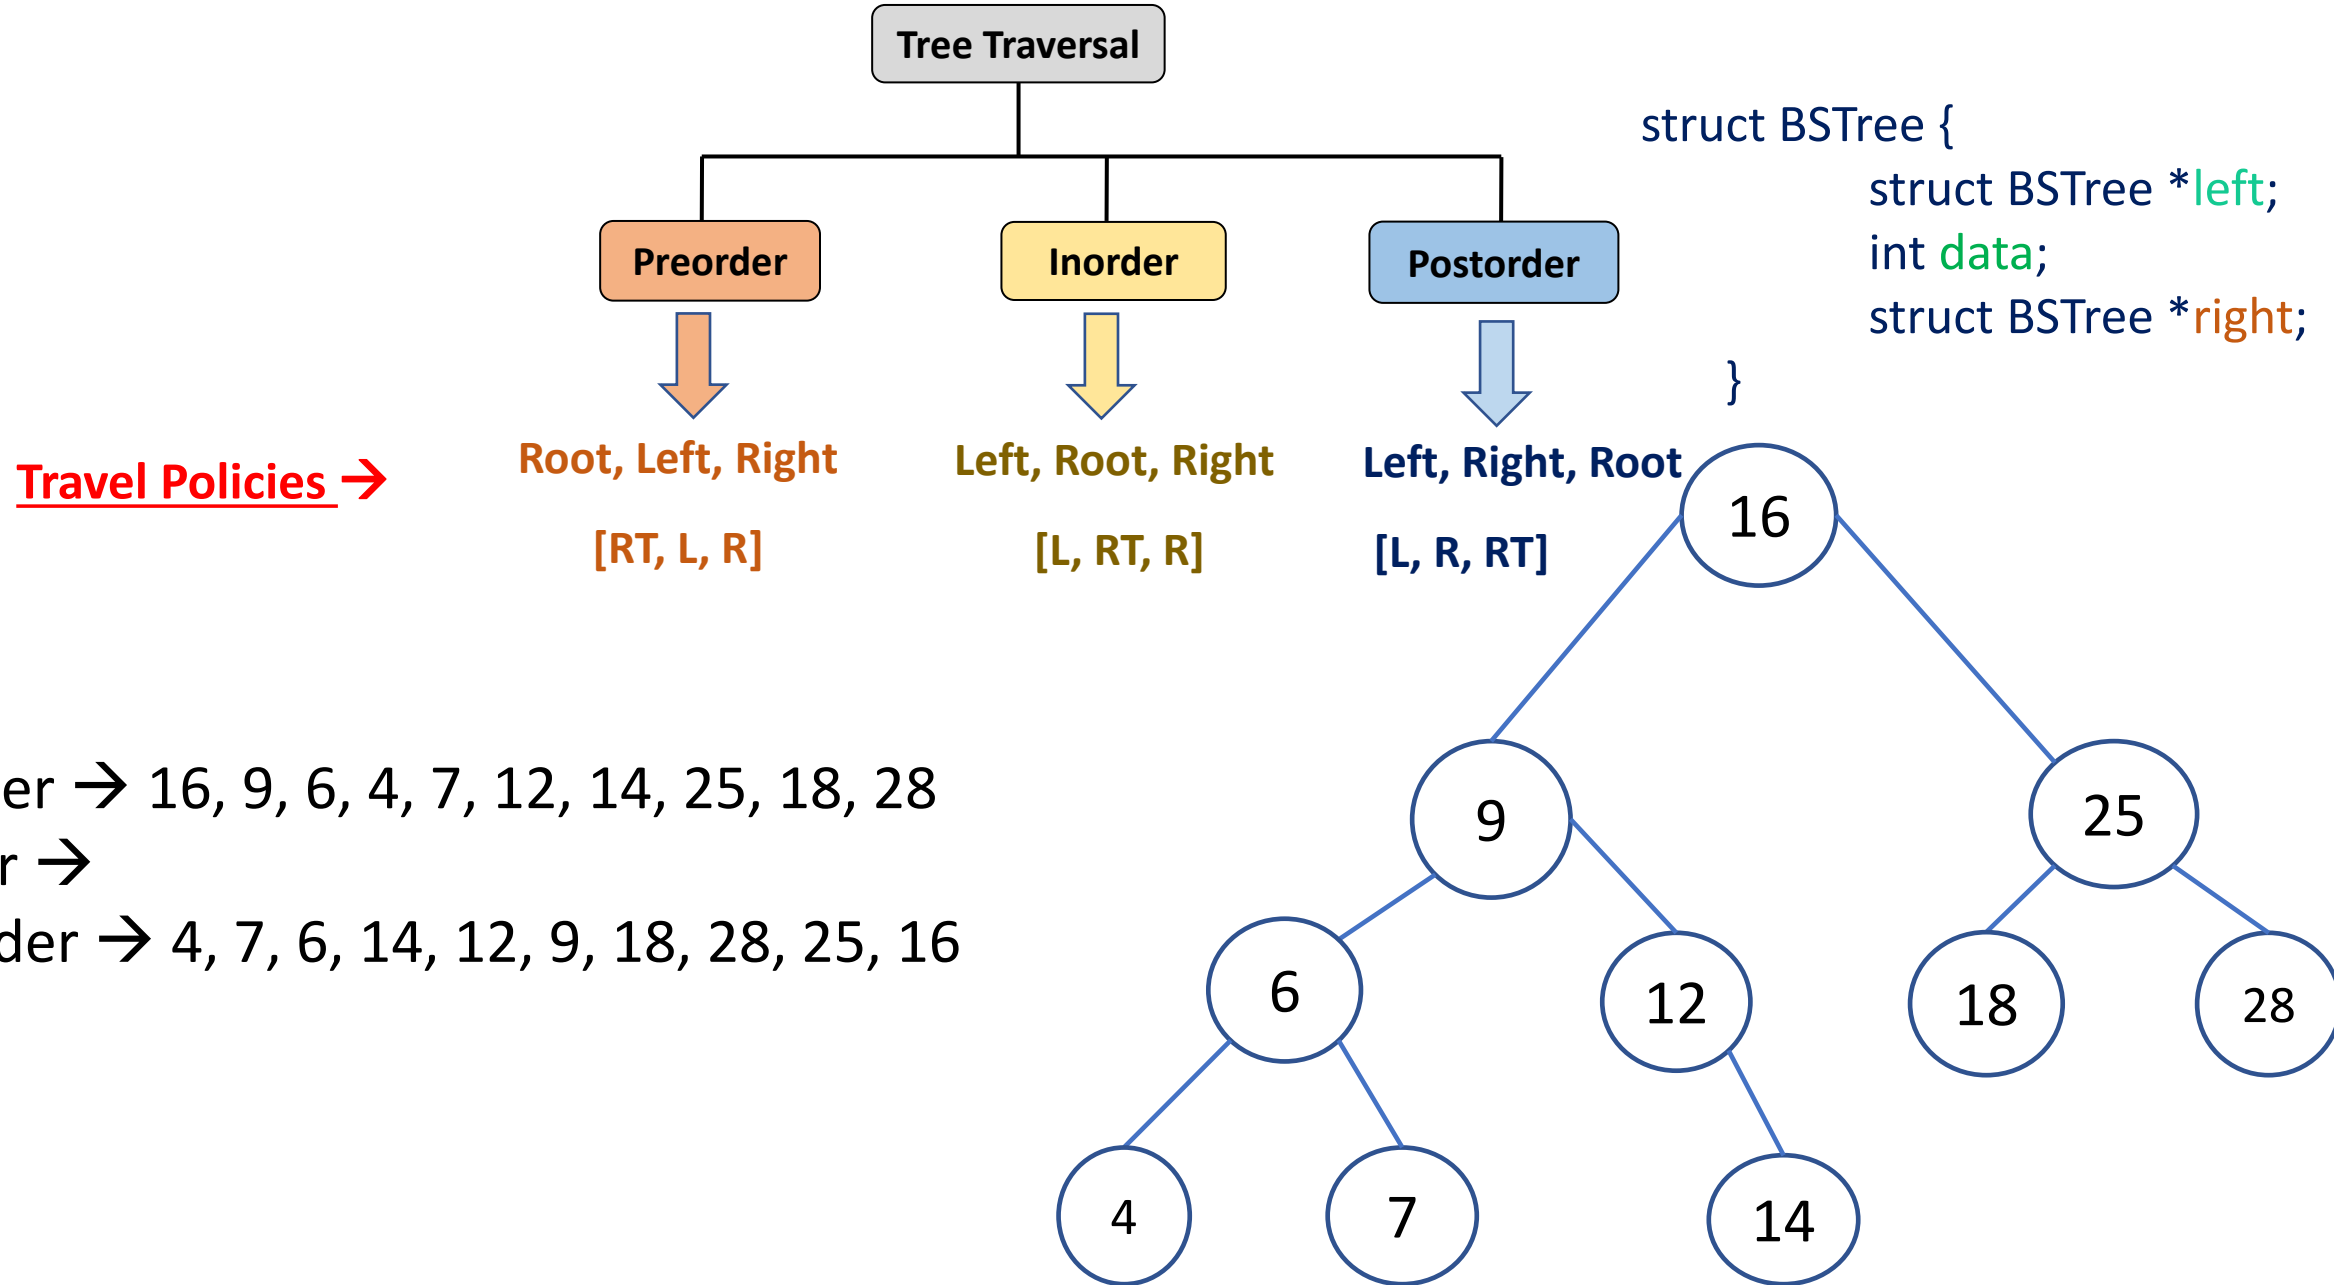 Tree Traversal
struct BSTree {
struct BSTree *left;
int data;
struct BSTree *right;
}
Preorder
Inorder
Postorder
Travel Policies →
Root, Left, Right
Left, Root, Right
Left, Right, Root
[RT, L, R]
[L, RT, R]
[L, R, RT]
er → 16, 9, 6, 4, 7, 12, 14, 25, 18, 28
r →
der → 4, 7, 6, 14, 12, 9, 18, 28, 25, 16
16
9
25
6
12
18
28
4
7
14